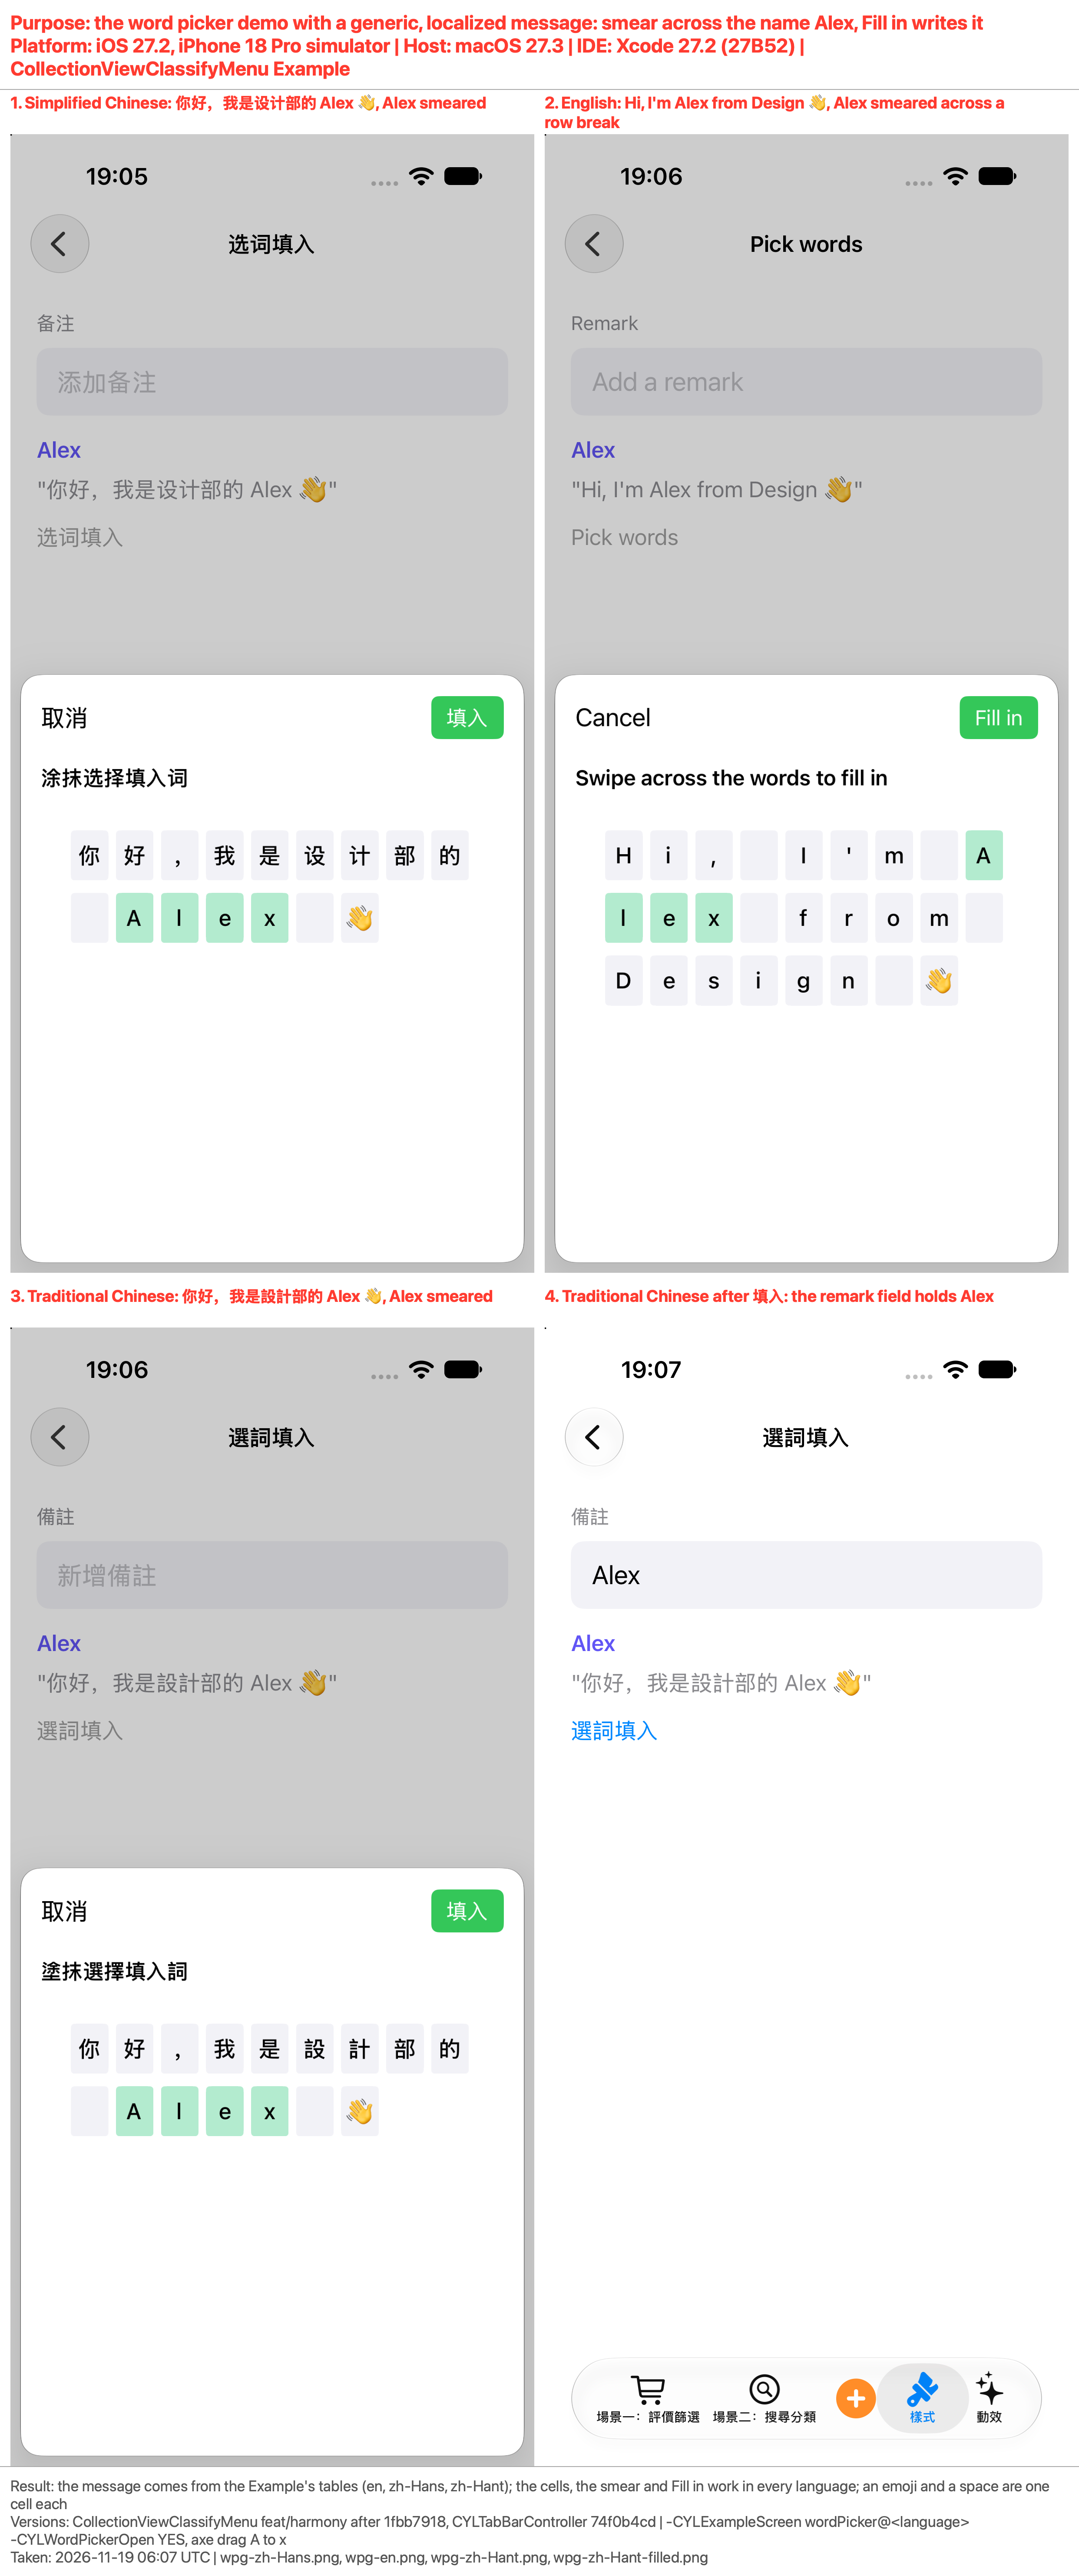 Purpose: the word picker demo with a generic, localized message: smear across the name Alex, Fill in writes it
Platform: iOS 27.2, iPhone 18 Pro simulator | Host: macOS 27.3 | IDE: Xcode 27.2 (27B52) |
CollectionViewClassifyMenu Example
1. Simplified Chinese: 你好，我是设计部的 Alex 👋, Alex smeared
19:05
选词填入
备注
添加备注
Alex
"你好，我是设计部的 Alex 👋"
选词填入
取消
填入
涂抹选择填入词
你 好 ， 我 是 设 计 部 的
A l e x 👋
2. English: Hi, I'm Alex from Design 👋, Alex smeared across a
row break
19:06
Pick words
Remark
Add a remark
Alex
"Hi, I'm Alex from Design 👋"
Pick words
Cancel
Fill in
Swipe across the words to fill in
H i , I ' m A
l e x f r o m
D e s i g n 👋
3. Traditional Chinese: 你好，我是設計部的 Alex 👋, Alex smeared
19:06
選詞填入
備註
新增備註
Alex
"你好，我是設計部的 Alex 👋"
選詞填入
取消
填入
塗抹選擇填入詞
你 好 ， 我 是 設 計 部 的
A l e x 👋
4. Traditional Chinese after 填入: the remark field holds Alex
19:07
選詞填入
備註
Alex
Alex
"你好，我是設計部的 Alex 👋"
選詞填入
場景一：評價篩選
場景二：搜尋分類
樣式
動效
Result: the message comes from the Example's tables (en, zh-Hans, zh-Hant); the cells, the smear and Fill in work in every language; an emoji and a space are one
cell each
Versions: CollectionViewClassifyMenu feat/harmony after 1fbb7918, CYLTabBarController 74f0b4cd | -CYLExampleScreen wordPicker@<language>
-CYLWordPickerOpen YES, axe drag A to x
Taken: 2026-11-19 06:07 UTC | wpg-zh-Hans.png, wpg-en.png, wpg-zh-Hant.png, wpg-zh-Hant-filled.png